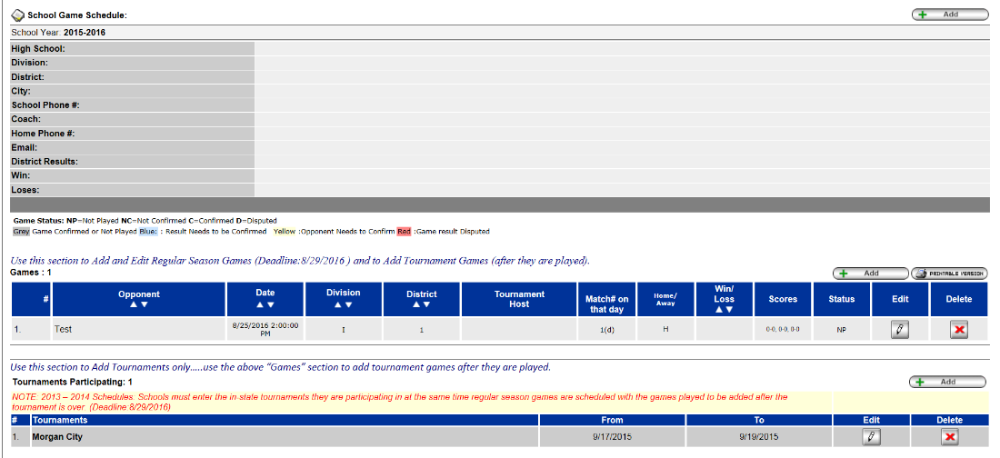 School Game Schedule:
Add
School Year: 2015-2016
High School:
Division:
District:
City:
School Phone #:
Coach:
Home Phone #:
Email:
District Results:
Win:
Loses:
Game Status: NP=Not Played NC=Not Confirmed C=Confirmed D=Disputed
Grey Game Confirmed or Not Played Blue: : Result Needs to be Confirmed Yellow :Opponent Needs to Confirm Red :Game result Disputed
Use this section to Add and Edit Regular Season Games (Deadline:8/29/2016 ) and to Add Tournament Games (after they are played).
Games : 1
Add
PRINTABLE VERSION
#
Opponent
▲ ▼
Date
▲ ▼
Division
▲ ▼
District
▲ ▼
Tournament
Host
Match# on
that day
Home/
Away
Win/
Loss
▲ ▼
Scores
Status
Edit
Delete
1.
Test
8/25/2016 2:00:00
PM
I
1
1(d)
H
0-0, 0-0, 0-0
NP
Use this section to Add Tournaments only.....use the above "Games" section to add tournament games after they are played.
Tournaments Participating: 1
Add
NOTE: 2013 – 2014 Schedules: Schools must enter the in-state tournaments they are participating in at the same time regular season games are scheduled with the games played to be added after the
tournament is over. (Deadline 8/29/2016)
# Tournaments From To Edit Delete
1. Morgan City 9/17/2015 9/19/2015